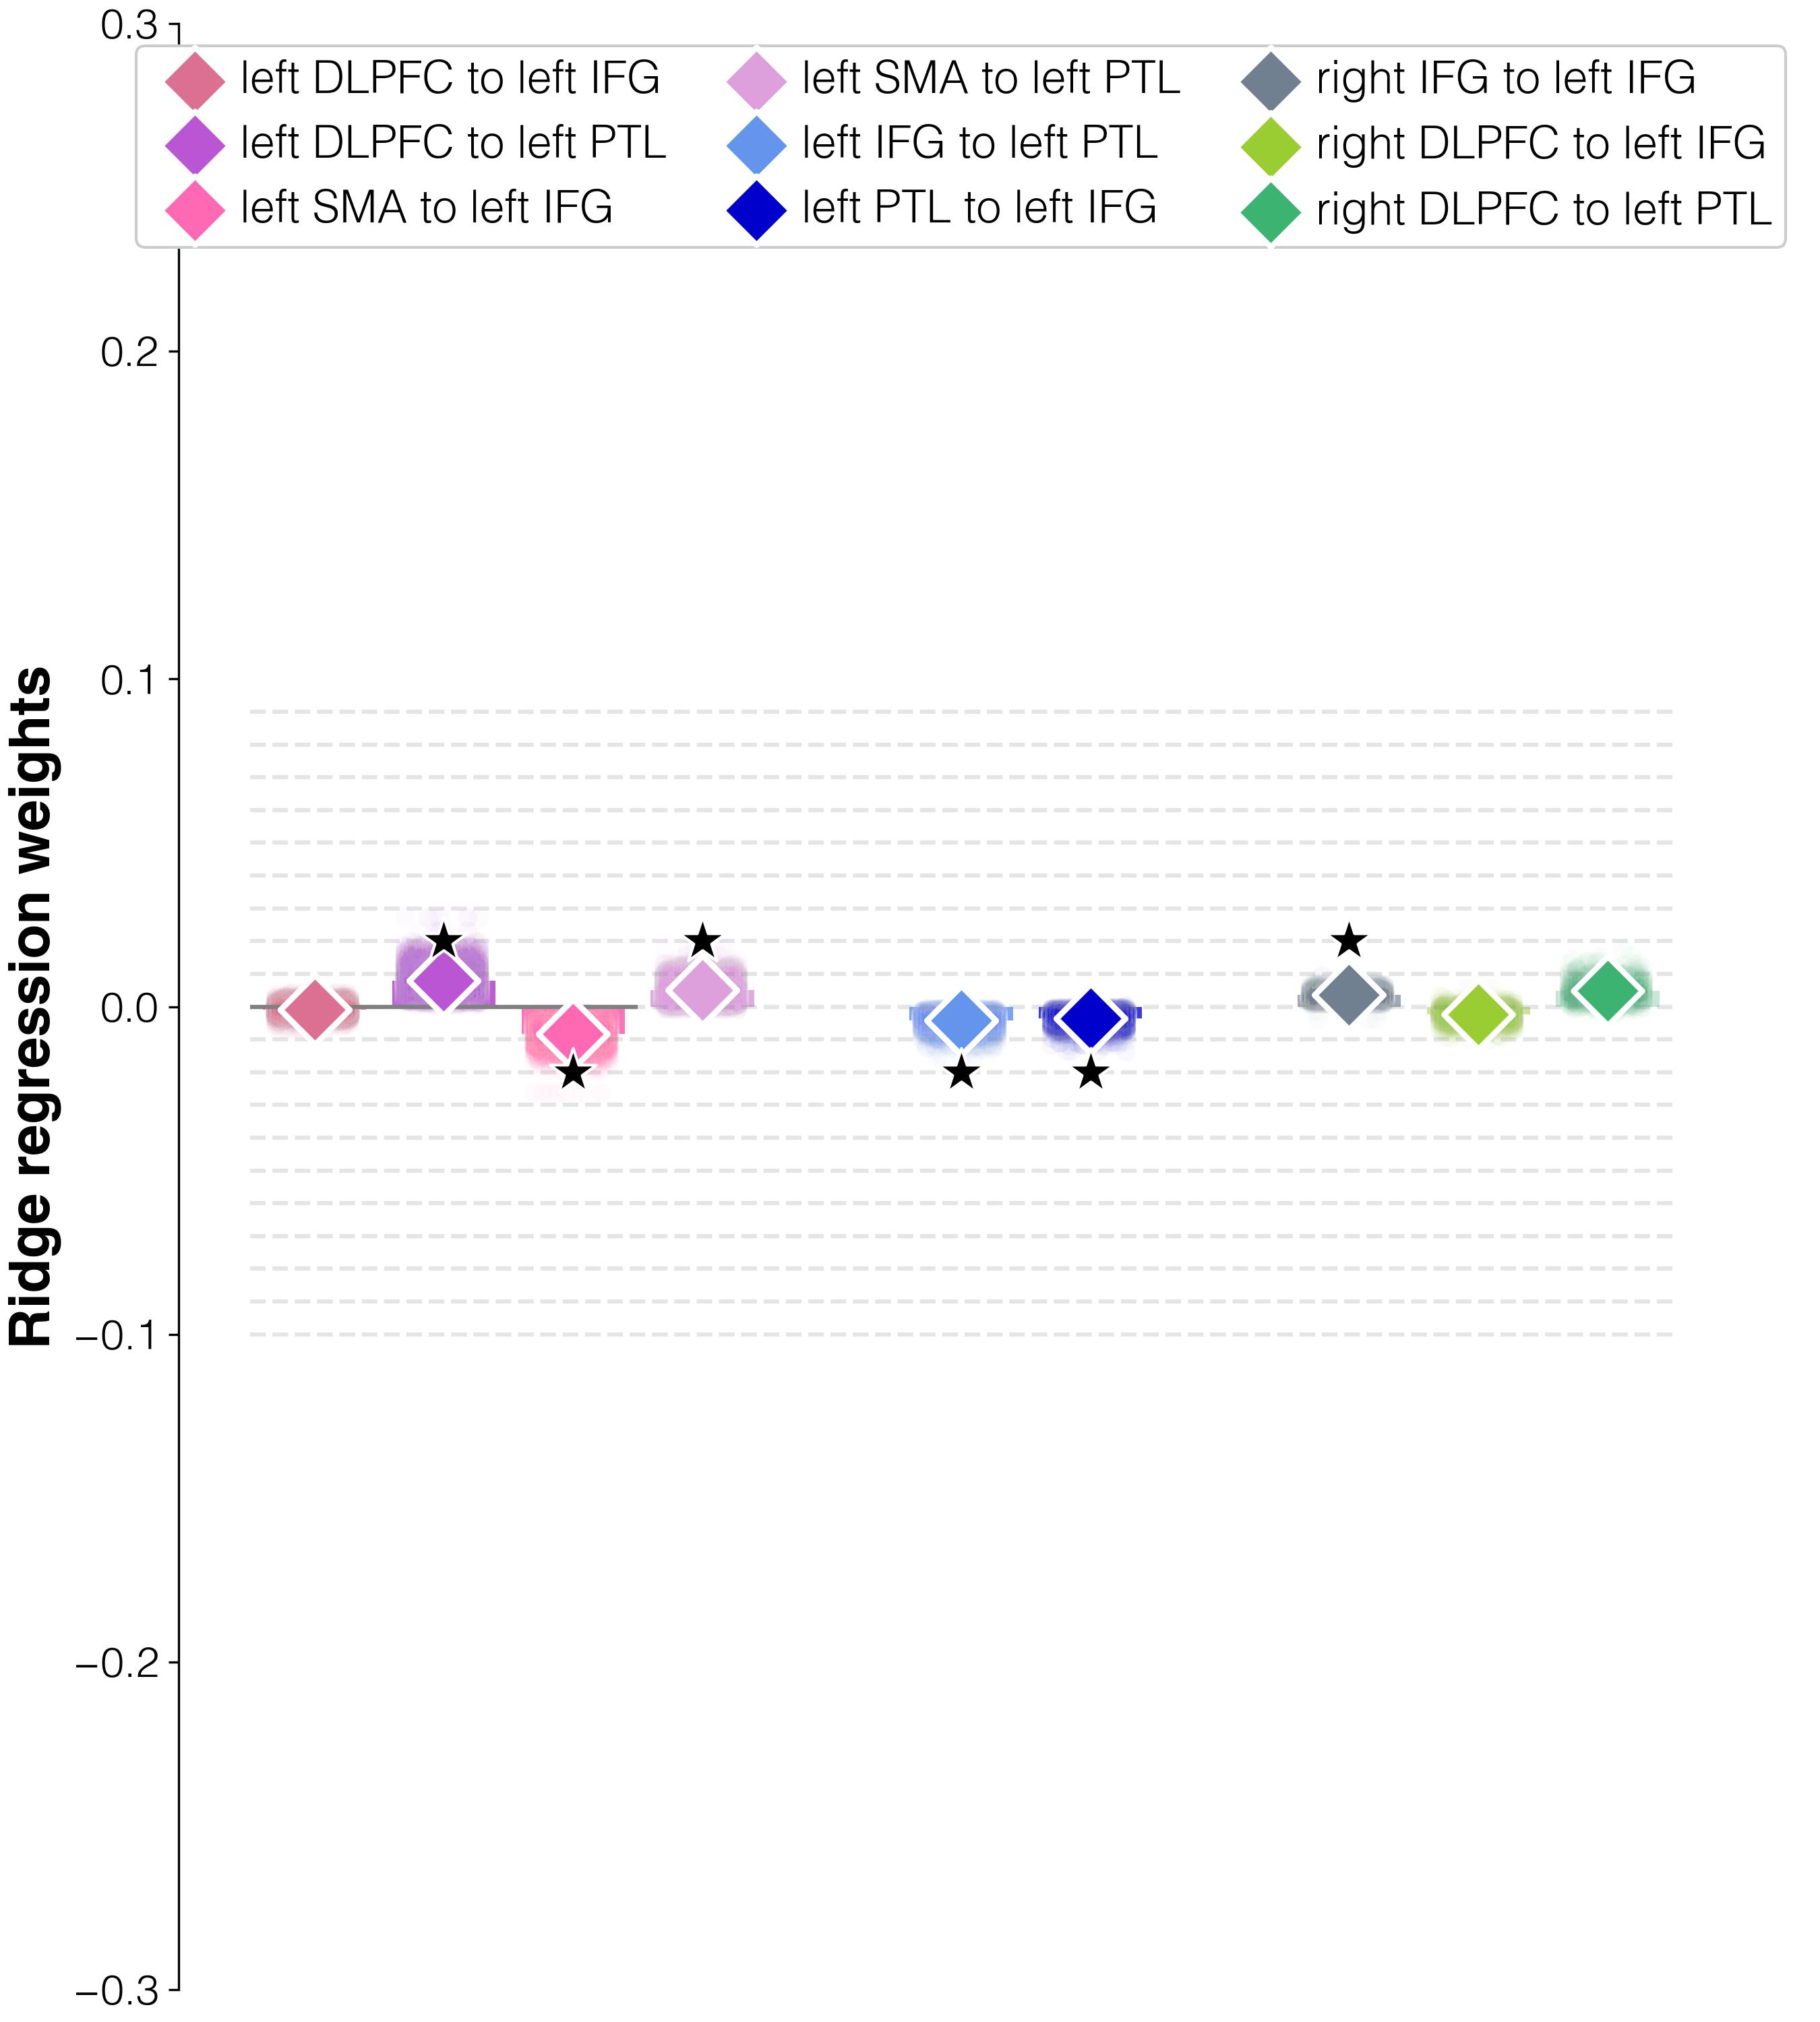 0.3
left DLPFC to left IFG
left DLPFC to left PTL
left SMA to left IFG
left SMA to left PTL
left IFG to left PTL
left PTL to left IFG
right IFG to left IFG
right DLPFC to left IFG
right DLPFC to left PTL
0.2
0.1
0.0
−0.1
−0.2
−0.3
Ridge regression weights